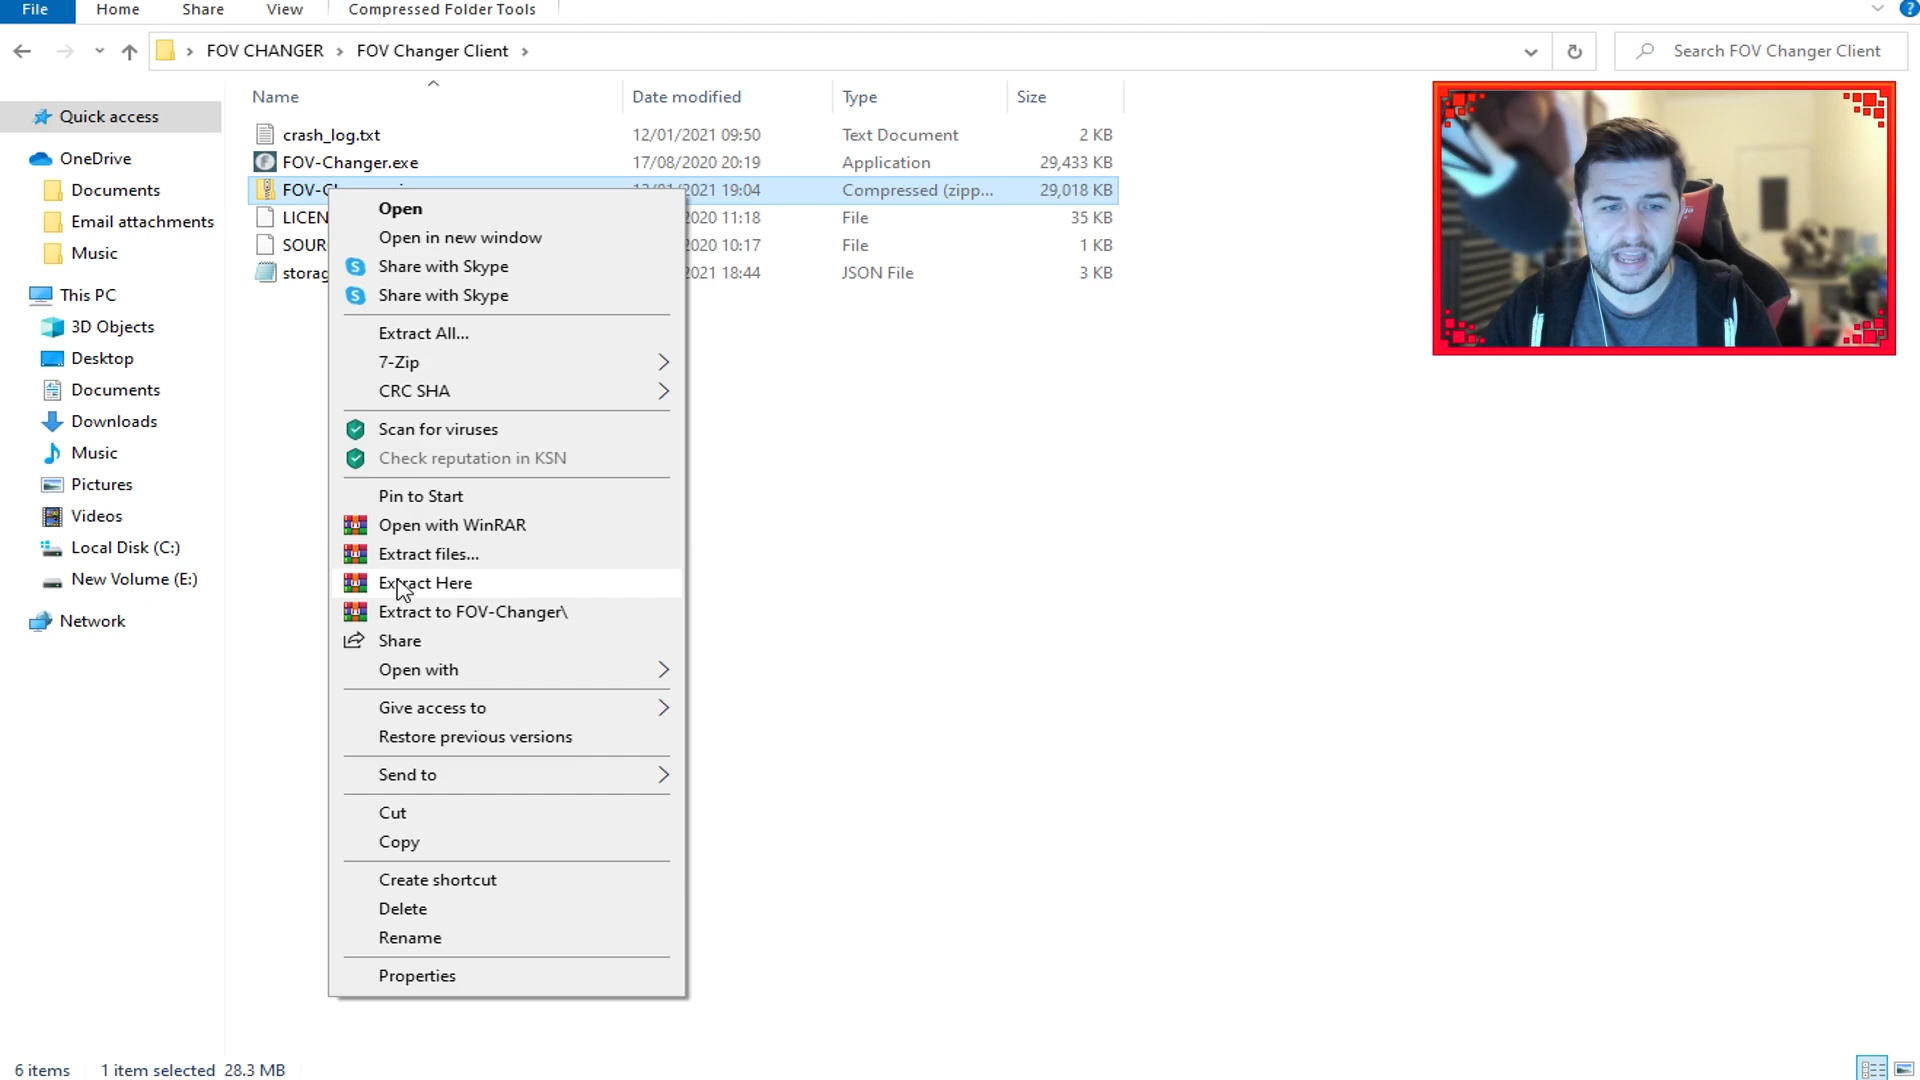 File Home Share View Compressed Folder Tools
FOV CHANGER FOV Changer Client Search FOV Changer Client
Name Date modified Type Size
Quick access
OneDrive
Documents
Email attachments
Music
This PC
3D Objects
Desktop
Documents
Downloads
Music
Pictures
Videos
Local Disk (C:)
New Volume (E:)
Network
crash_log.txt 12/01/2021 09:50 Text Document 2 KB
FOV-Changer.exe 17/08/2020 20:19 Application 29,433 KB
FOV-C 2021 19:04 Compressed (zipp... 29,018 KB
LICEN 2020 11:18 File 35 KB
SOUR 2020 10:17 File 1 KB
storag 2021 18:44 JSON File 3 KB
Open
Open in new window
Share with Skype
Share with Skype
Extract All...
7-Zip
CRC SHA
Scan for viruses
Check reputation in KSN
Pin to Start
Open with WinRAR
Extract files...
Extract Here
Extract to FOV-Changer\
Share
Open with
Give access to
Restore previous versions
Send to
Cut
Copy
Create shortcut
Delete
Rename
Properties
6 items 1 item selected 28.3 MB